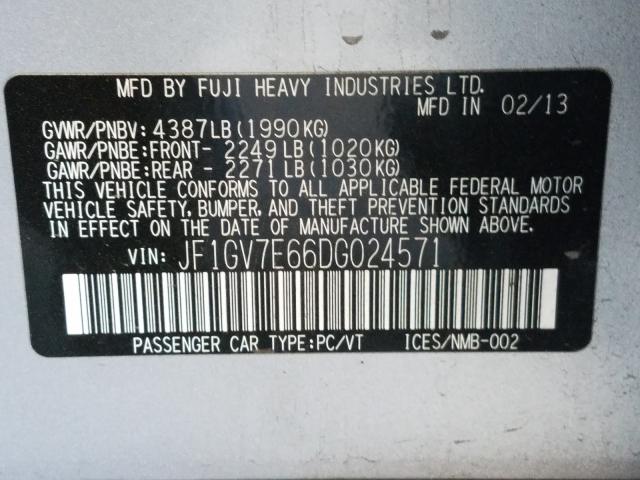 MFD BY FUJI HEAVY INDUSTRIES LTD.
MFD IN 02/13
GVWR/PNBV: 4387LB(1990KG)
GAWR/PNBE:FRONT- 2249LB(1020KG)
GAWR/PNBE:REAR - 2271LB(1030KG)
THIS VEHICLE CONFORMS TO ALL APPLICABLE FEDERAL MOTOR
VEHICLE SAFETY, BUMPER, AND THEFT PREVENTION STANDARDS
IN EFFECT ON THE DATE OF MANUFACTURE SHOWN ABOVE.
VIN: JF1GV7E66DG024571
PASSENGER CAR TYPE:PC/VT ICES/NMB-002